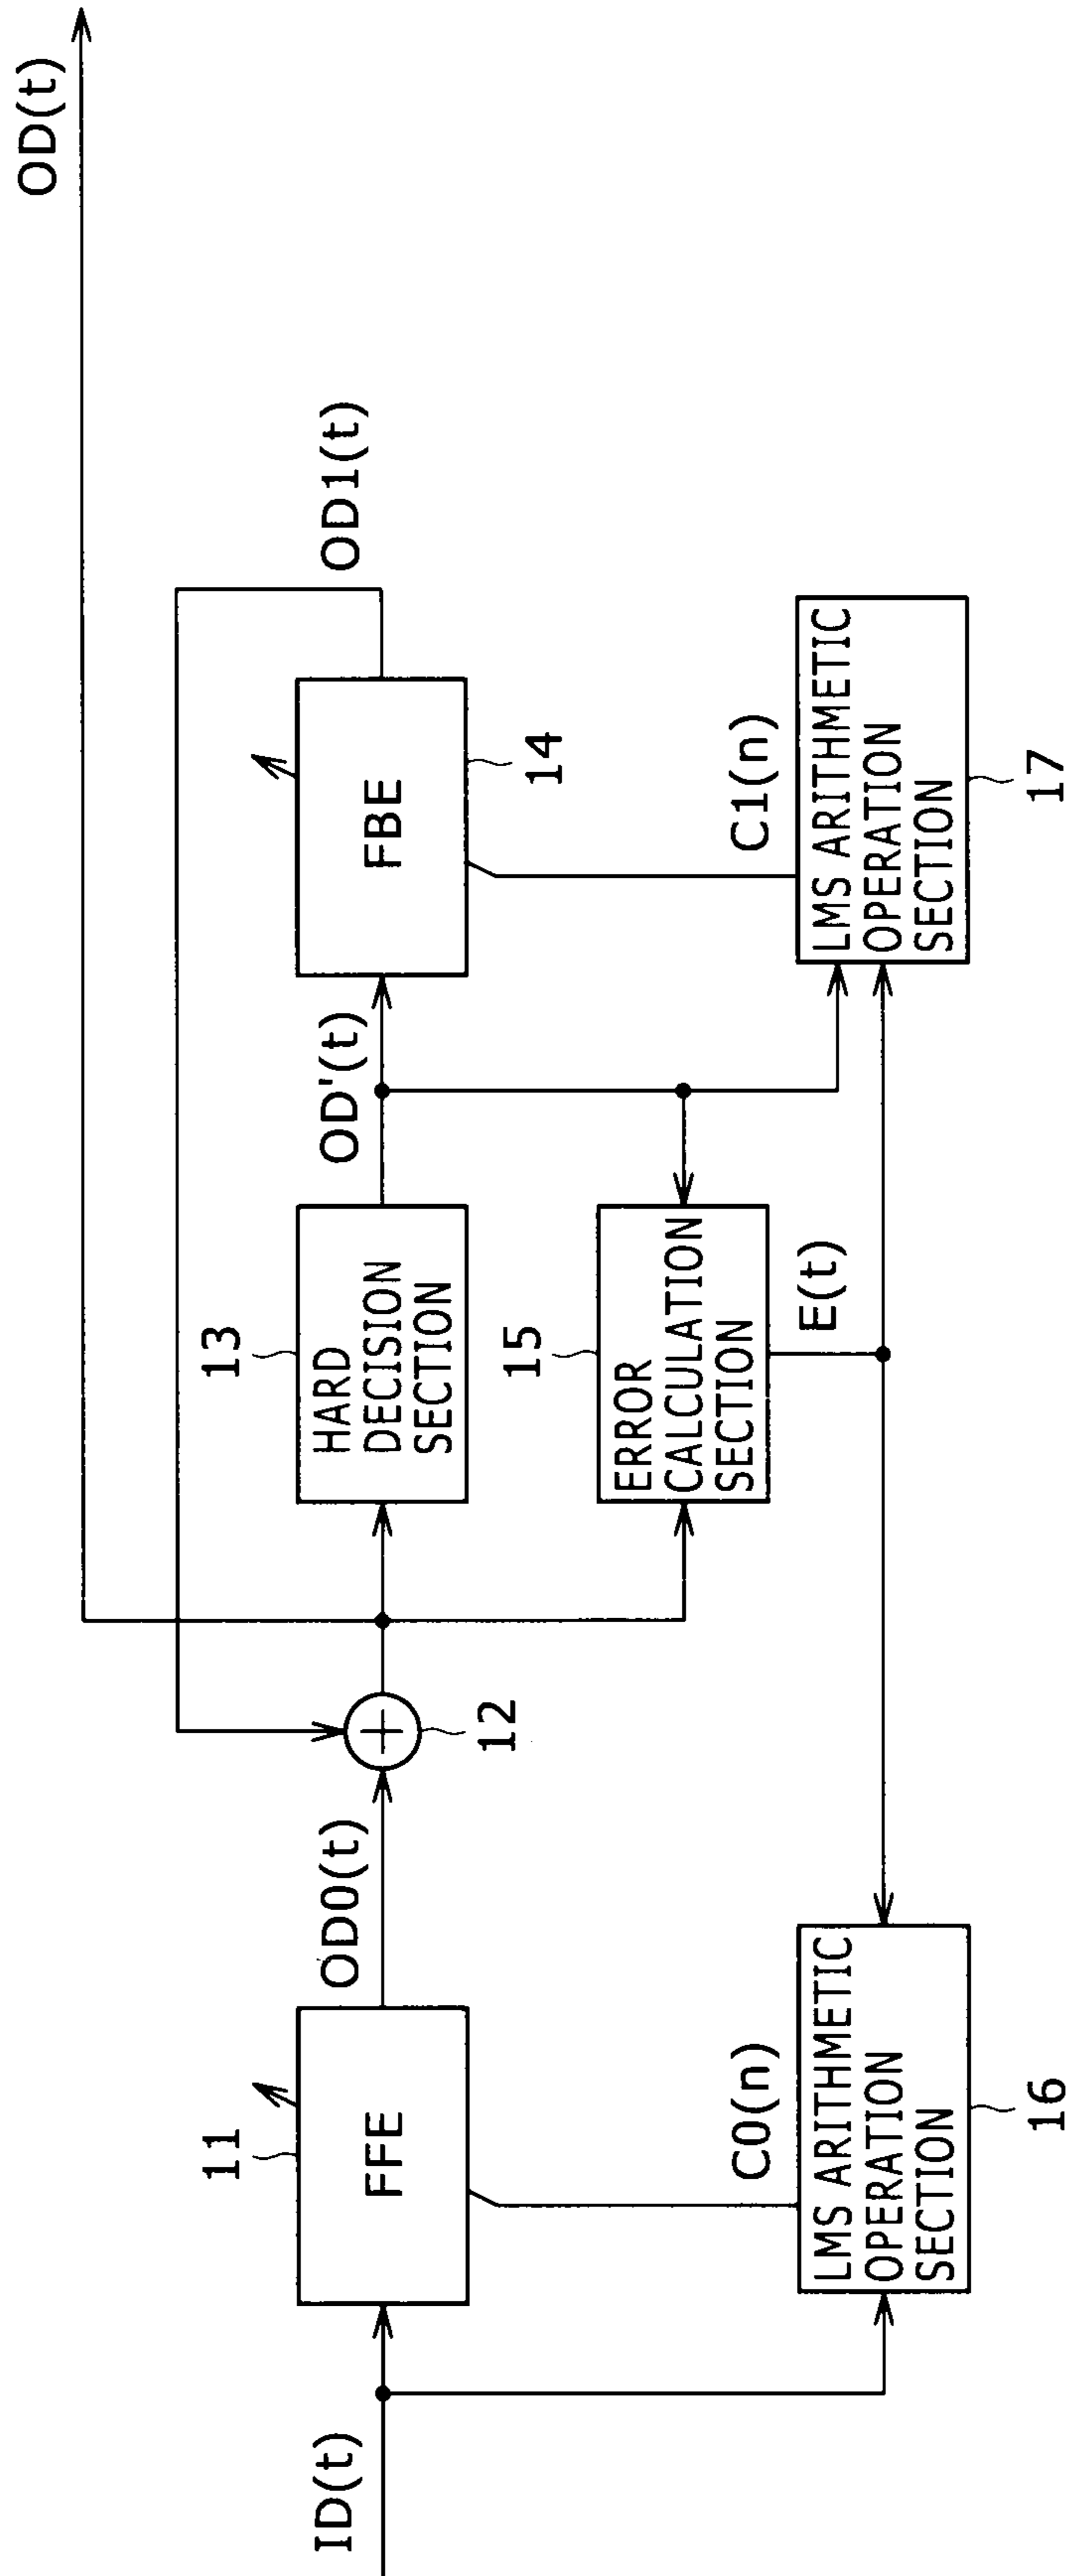 OD(t)
OD1(t)
11
FFE
OD0(t)
12
13
HARD
DECISION
SECTION
OD'(t)
FBE
14
ID(t)
15
ERROR
CALCULATION
SECTION
E(t)
C0(n)
C1(n)
LMS ARITHMETIC
OPERATION
SECTION
16
LMS ARITHMETIC
OPERATION
SECTION
17